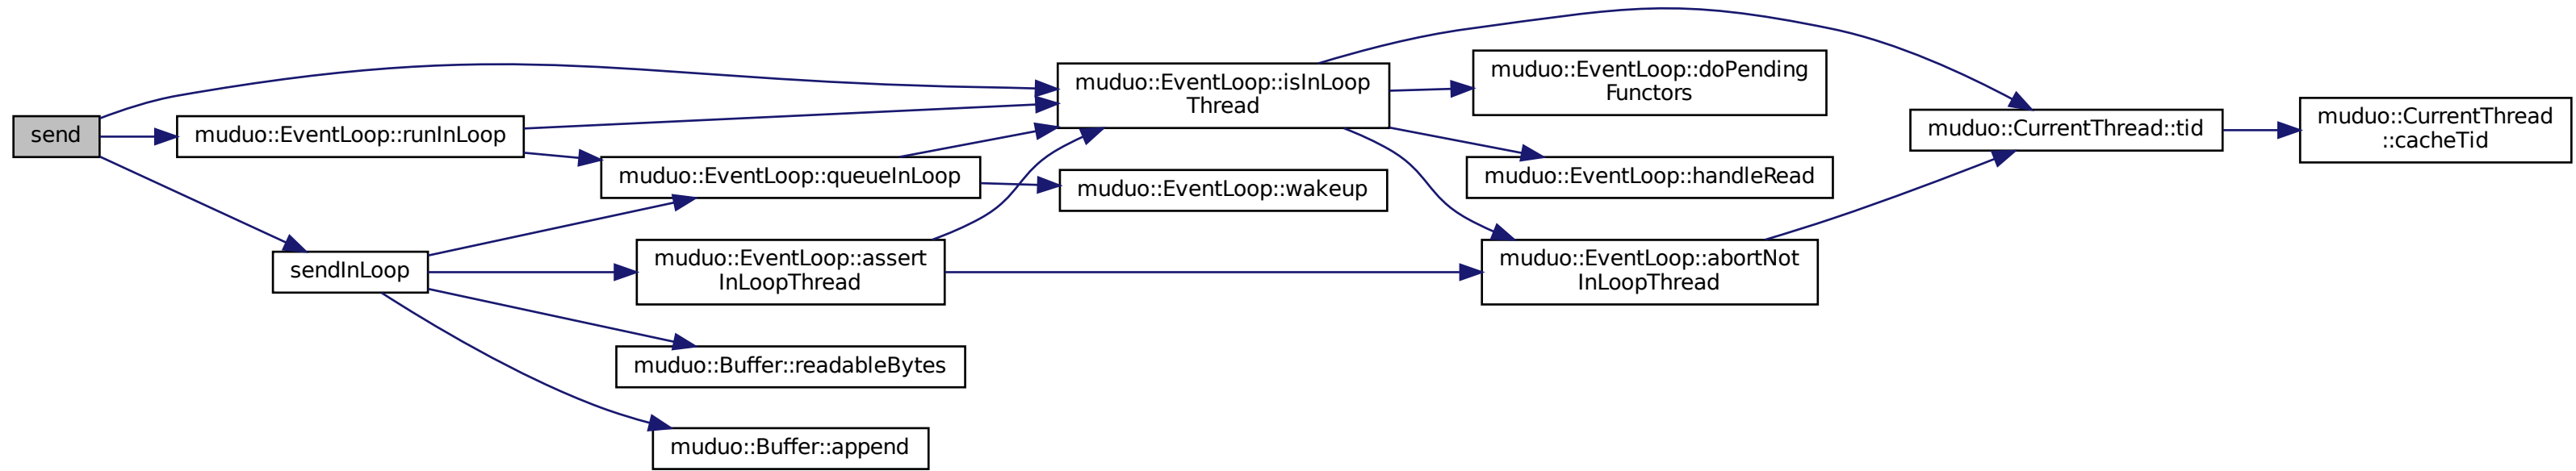 send
muduo::EventLoop::runInLoop
sendInLoop
muduo::EventLoop::queueInLoop
muduo::EventLoop::assert
InLoopThread
muduo::Buffer::readableBytes
muduo::Buffer::append
muduo::EventLoop::isInLoop
Thread
muduo::EventLoop::wakeup
muduo::EventLoop::doPending
Functors
muduo::EventLoop::handleRead
muduo::EventLoop::abortNot
InLoopThread
muduo::CurrentThread::tid
muduo::CurrentThread
::cacheTid